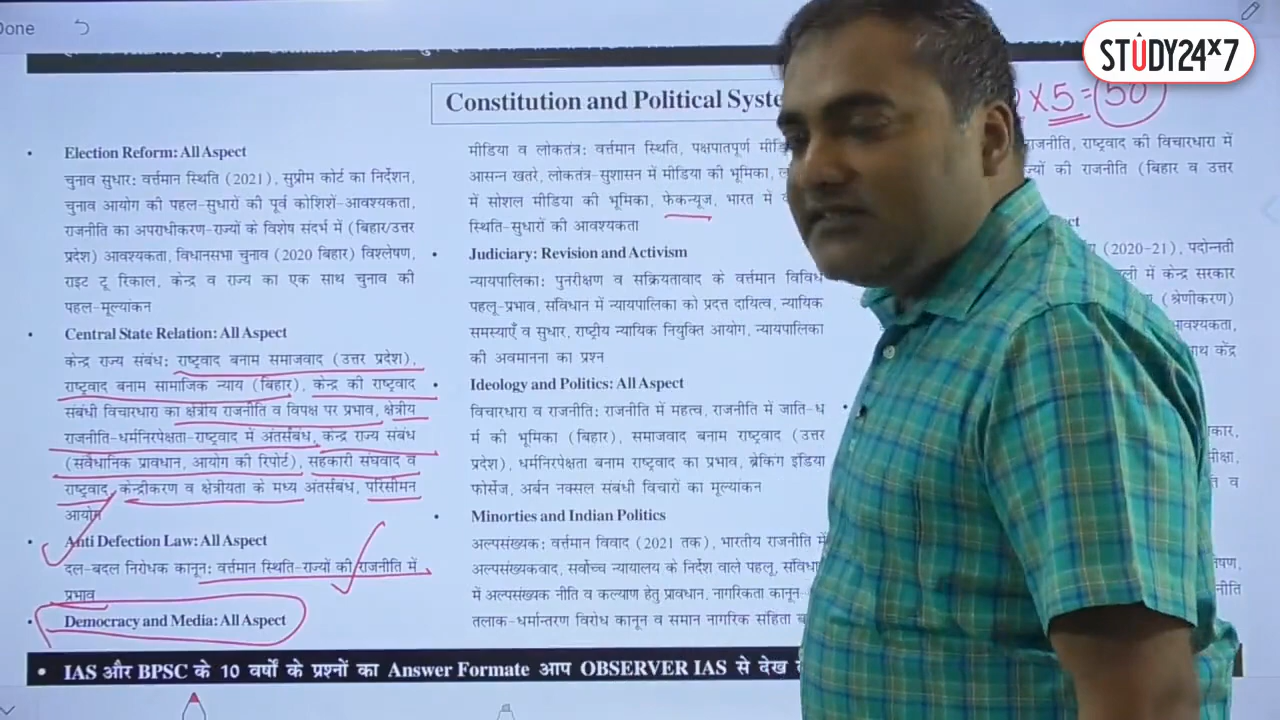 Done
STUDY24x7
Constitution and Political
x 5 = 50
• Election Reform: All Aspect
चुनाव सुधार: वर्तमान स्थिति (2021), सुप्रीम कोर्ट का निर्देशन,
चुनाव आयोग की पहल-सुधारों की पूर्व कोशिशें-आवश्यकता,
राजनीति का अपराधीकरण-राज्यों के विशेष संदर्भ में (बिहार/उत्तर
प्रदेश) आवश्यकता, विधानसभा चुनाव (2020 बिहार) विश्लेषण,
राइट टू रिकाल, केन्द्र व राज्य का एक साथ चुनाव की
पहल-मूल्यांकन
• Central State Relation: All Aspect
केन्द्र राज्य संबंध: राष्ट्रवाद बनाम समाजवाद (उत्तर प्रदेश),
राष्ट्रवाद बनाम सामाजिक न्याय (बिहार), केन्द्र की राष्ट्रवाद
संबंधी विचारधारा का क्षेत्रीय राजनीति व विपक्ष पर प्रभाव, क्षेत्रीय
राजनीति-धर्मनिरपेक्षता-राष्ट्रवाद में अंतर्संबंध, केन्द्र राज्य संबंध
(संवैधानिक प्रावधान, आयोग की रिपोर्ट), सहकारी संघवाद व
राष्ट्रवाद, केन्द्रीकरण व क्षेत्रीयता के मध्य अंतर्संबंध, परिसीमन
आयोग
• Anti Defection Law: All Aspect
दल-बदल निरोधक कानून: वर्तमान स्थिति-राज्यों की राजनीति में
प्रभाव
• Democracy and Media: All Aspect
मीडिया व लोकतंत्र: वर्तमान स्थिति, पक्षपातपूर्ण
आसन्न खतरे, लोकतंत्र-सुशासन में मीडिया की भूमिका,
में सोशल मीडिया की भूमिका, फेकन्यूज, भारत में
स्थिति-सुधारों की आवश्यकता
• Judiciary: Revision and Activism
न्यायपालिका: पुनरीक्षण व सक्रियतावाद के वर्तमान विविध
पहलू-प्रभाव, संविधान में न्यायपालिका को प्रदत्त दायित्व, न्यायिक
समस्याएँ व सुधार, राष्ट्रीय न्यायिक नियुक्ति आयोग, न्यायपालिका
की अवमानना का प्रश्न
• Ideology and Politics: All Aspect
विचारधारा व राजनीति: राजनीति में महत्व, राजनीति में जाति-ध
र्म की भूमिका (बिहार), समाजवाद बनाम राष्ट्रवाद (उत्तर
प्रदेश), धर्मनिरपेक्षता बनाम राष्ट्रवाद का प्रभाव, ब्रेकिंग इंडिया
फोर्सेज, अर्बन नक्सल संबंधी विचारों का मूल्यांकन
• Minorties and Indian Politics
अल्पसंख्यक: वर्तमान विवाद (2021 तक), भारतीय राजनीति में
अल्पसंख्यकवाद, सर्वोच्च न्यायालय के निर्देश वाले पहलू,
में अल्पसंख्यक नीति व कल्याण हेतु प्रावधान, नागरिकता कानून-
तलाक-धर्मान्तरण विरोध कानून व समान नागरिक संहिता
राजनीति, राष्ट्रवाद की विचारधारा में
की राजनीति (बिहार व उत्तर
(2020-21), पदोन्नती
में केन्द्र सरकार
(श्रेणीकरण)
• IAS और BPSC के 10 वर्षों के प्रश्नों का Answer Formate आप OBSERVER IAS से देख